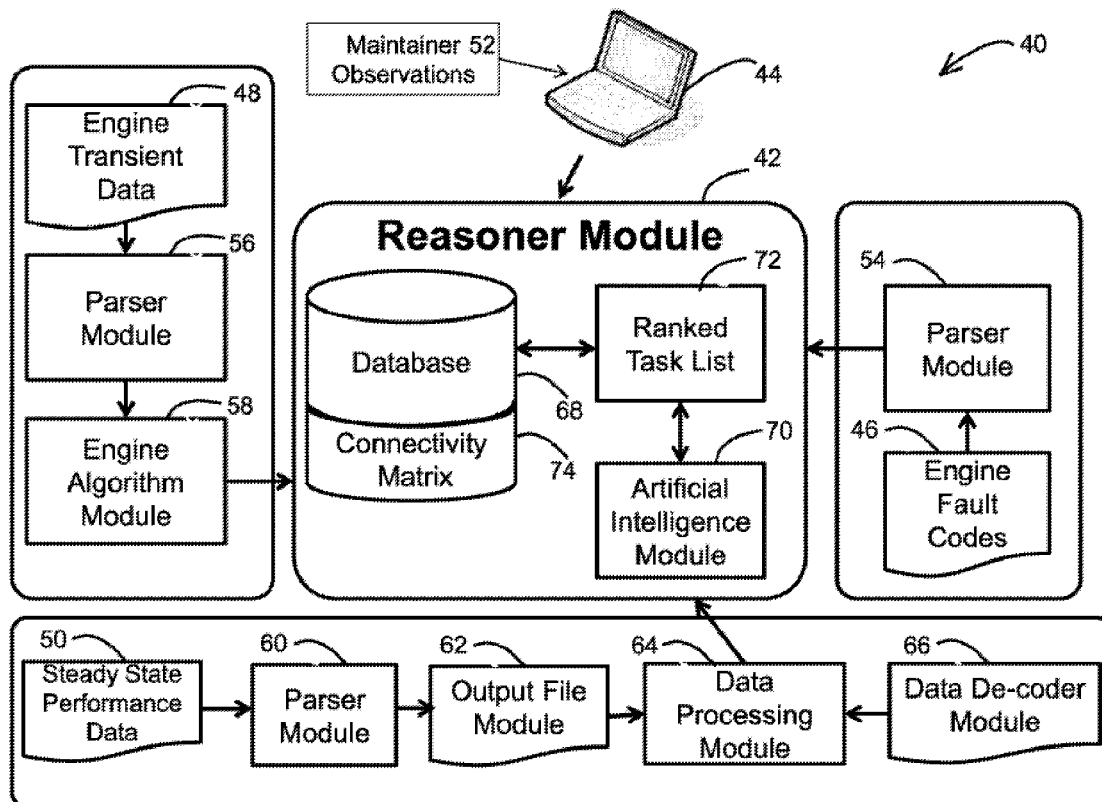 Maintainer 52
Observations
40
44
48
Engine
Transient
Data
56
Parser
Module
58
Engine
Algorithm
Module
42
Reasoner Module
Database
68
Connectivity
Matrix
74
72
Ranked
Task List
70
Artificial
Intelligence
Module
54
Parser
Module
46
Engine
Fault
Codes
50
Steady State
Performance
Data
60
Parser
Module
62
Output File
Module
64
Data
Processing
Module
66
Data De-coder
Module